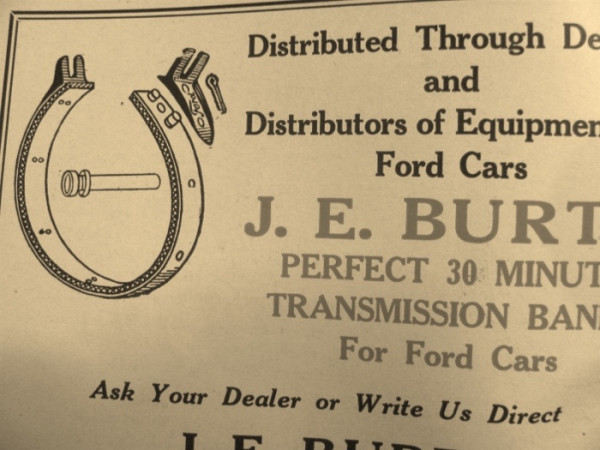 Distributed Through De
and
Distributors of Equipmen
Ford Cars
J. E. BURT
PERFECT 30 MINUT
TRANSMISSION BAN
For Ford Cars
Ask Your Dealer or Write Us Direct
J. E. BUR